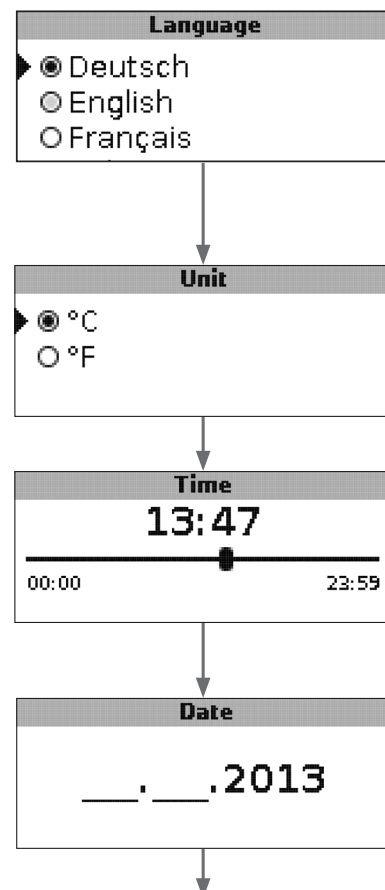 Language
Deutsch
English
Français
Unit
°C
°F
Time
13:47
00:00 23:59
Date
__.__.2013